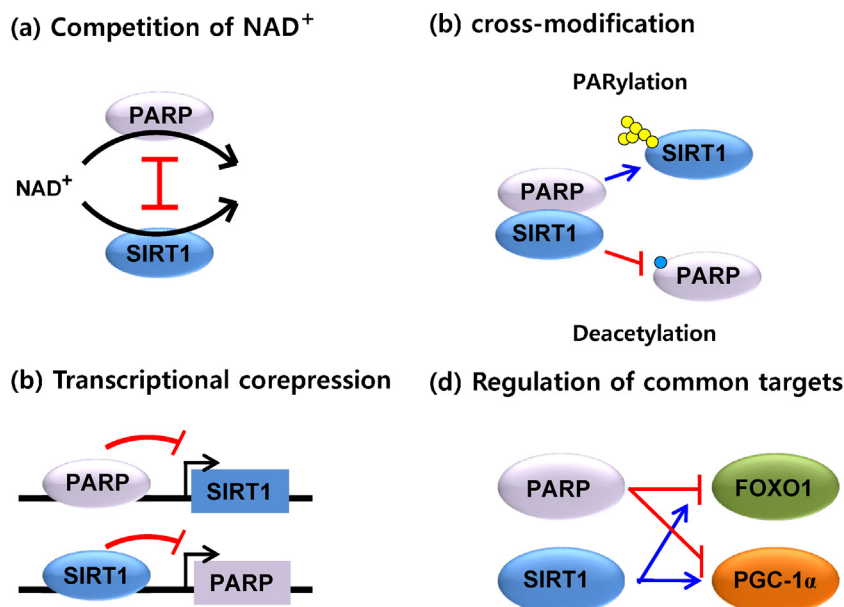 (a) Competition of NAD⁺
PARP
NAD⁺
SIRT1
(b) cross-modification
PARylation
SIRT1
PARP
SIRT1
PARP
Deacetylation
(b) Transcriptional corepression
PARP
SIRT1
SIRT1
PARP
(d) Regulation of common targets
PARP
FOXO1
SIRT1
PGC-1α